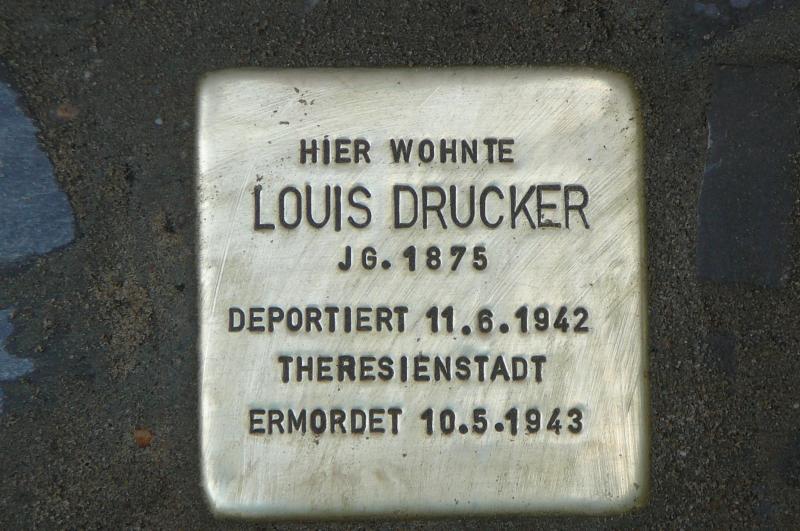 HIER WOHNTE
LOUIS DRUCKER
JG. 1875
DEPORTIERT 11.6.1942
THERESIENSTADT
ERMORDET 10.5.1943